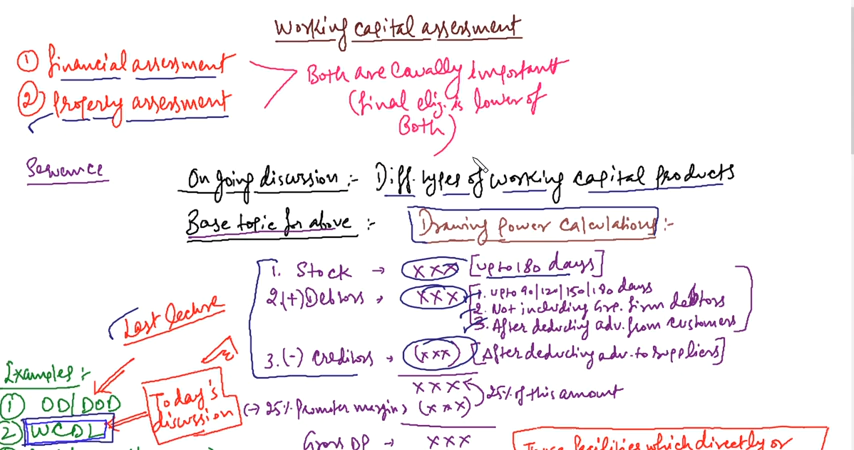 Working capital assessment
① financial assessment
② property assessment
Both are Eavally important
(final elig. is lower of
Both)
Sequence
On going discussion :- Diff. types of working capital products
Base topic for above :- Drawing power calculations :-
1. Stock → xxx [upto 180 days]
2.(+) Debtors → xxx [1. upto 90/120/150/180 days
2. Not including Grp. firm debtors
3. After deducting adv. from customers
3.(-) Creditors → (xxx) [After deducting adv. to suppliers]
xxxx
25% of this amount
(-) 25% Promoter margin → (xxx)
Gross DP → xxx
Last lecture
Examples :-
① OD/DOD
② WCDL
Today's
discussion
Those facilities which directly or